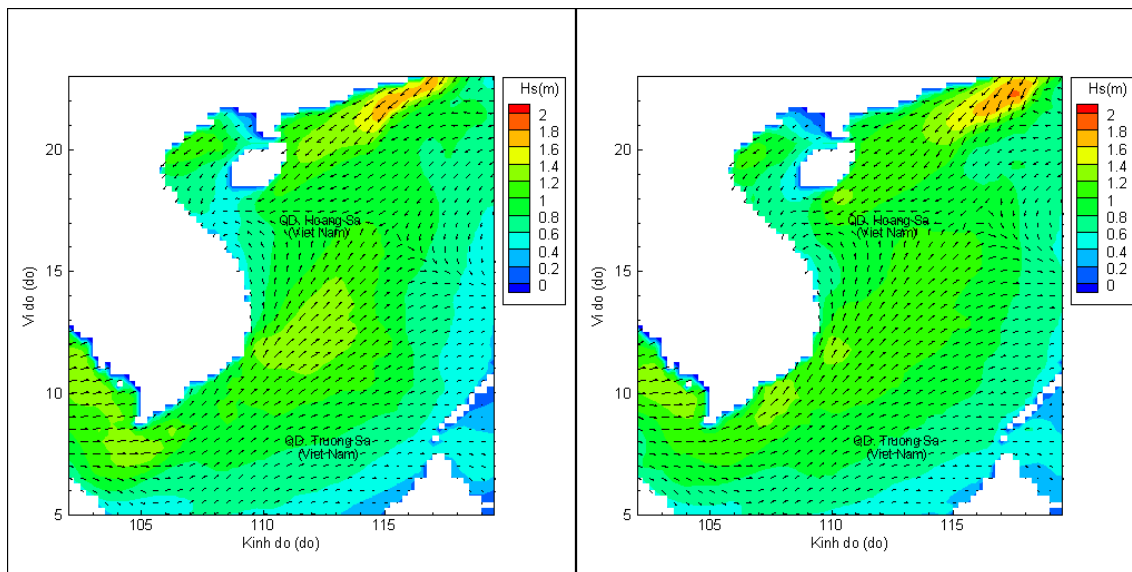 Hs(m)
2
1.8
1.6
1.4
1.2
1
0.8
0.6
0.4
0.2
0
20
15
10
5
Vi do (do)
QD. Hoang Sa
(Viet Nam)
QD. Truong Sa
(Viet Nam)
105
110
115
Kinh do (do)
Hs(m)
2
1.8
1.6
1.4
1.2
1
0.8
0.6
0.4
0.2
0
20
15
10
5
Vi do (do)
QD. Hoang Sa
(Viet Nam)
QD. Truong Sa
(Viet Nam)
105
110
115
Kinh do (do)